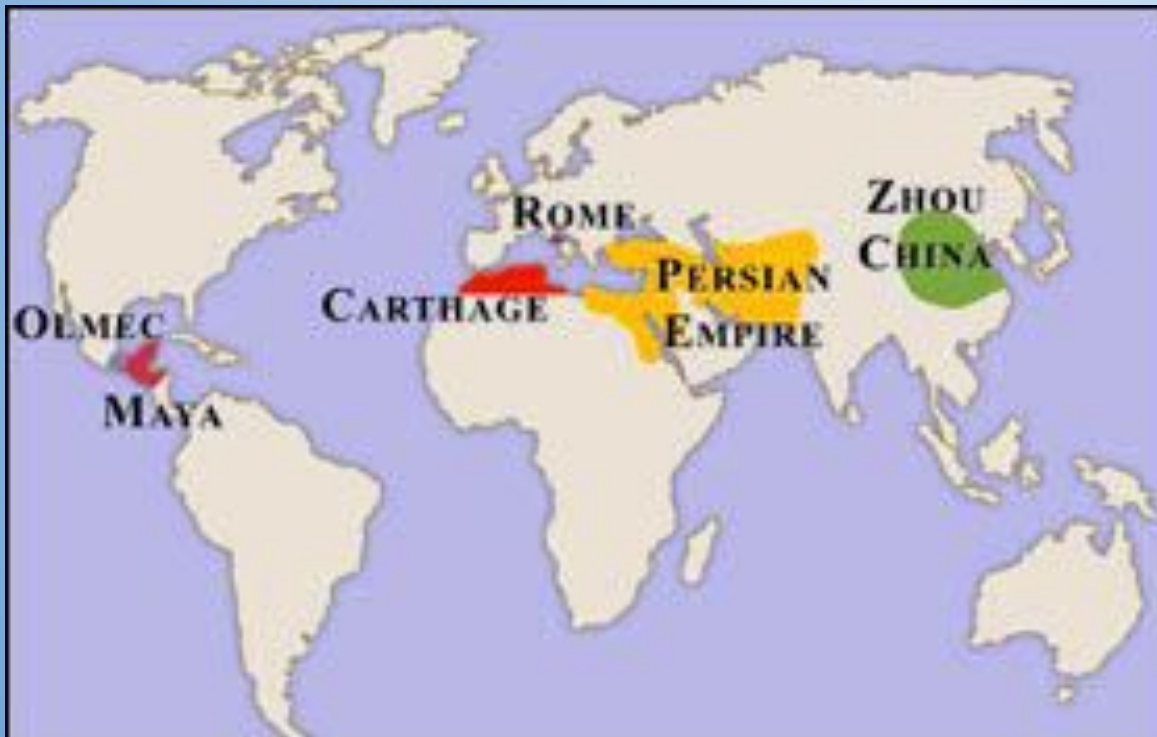 ROME
ZHOU
CHINA
PERSIAN
EMPIRE
CARTHAGE
OLMEC
MAYA